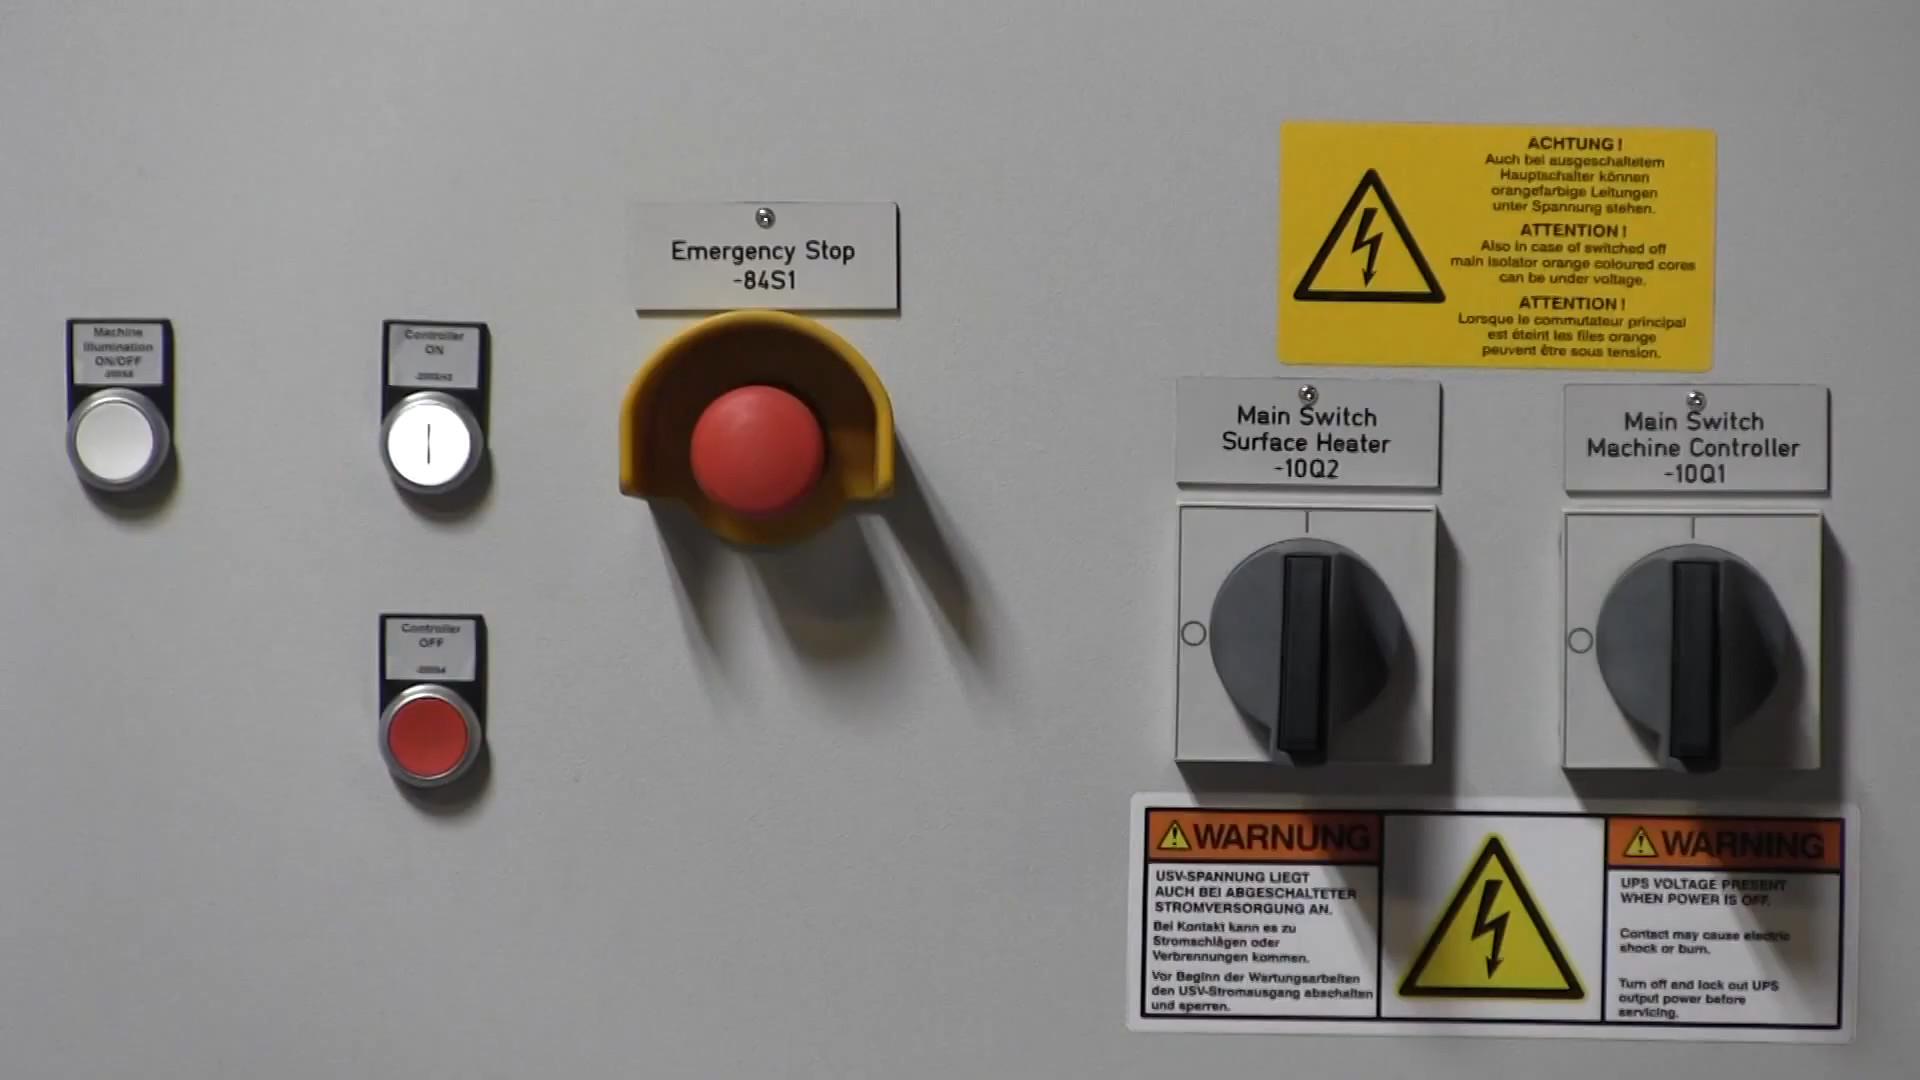 Machine
Illumination
ON/OFF
Controller
ON
Controller
OFF
Emergency Stop
-84S1
ACHTUNG!
Auch bei ausgeschaltetem
Hauptschalter können
orangefarbige Leitungen
unter Spannung stehen.
ATTENTION!
Also in case of switched off
main isolator orange coloured cores
can be under voltage.
ATTENTION!
Lorsque le commutateur principal
est éteint les files orange
peuvent être sous tension.
Main Switch
Surface Heater
-10Q2
Main Switch
Machine Controller
-10Q1
WARNUNG
USV-SPANNUNG LIEGT
AUCH BEI ABGESCHALTETER
STROMVERSORGUNG AN.
Bei Kontakt kann es zu
Stromschlägen oder
Verbrennungen kommen.
Vor Beginn der Wartungsarbeiten
den USV-Stromausgang abschalten
und sperren.
WARNING
UPS VOLTAGE PRESENT
WHEN POWER IS OFF.
Contact may cause electric
shock or burn.
Turn off and lock out UPS
output power before
servicing.